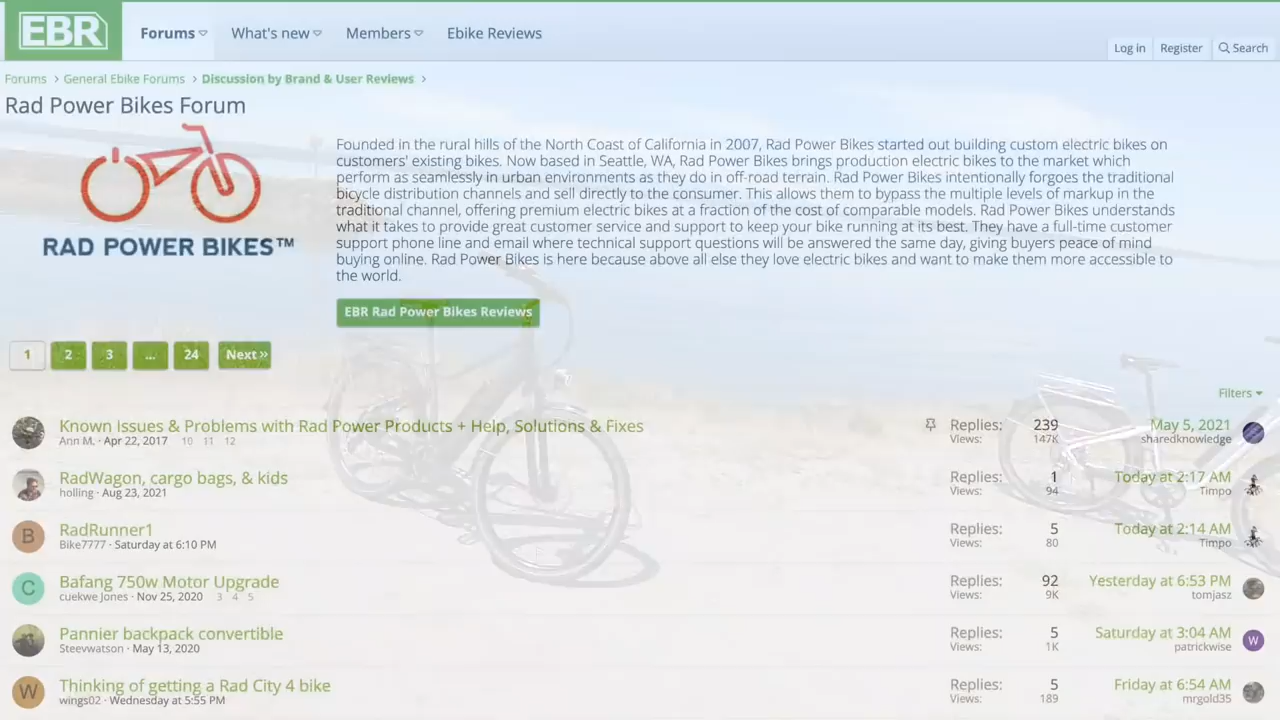 EBR
Forums
What's new
Members
Ebike Reviews
Log in
Register
Search
Forums > General Ebike Forums > Discussion by Brand & User Reviews >
Rad Power Bikes Forum
RAD POWER BIKES™
Founded in the rural hills of the North Coast of California in 2007, Rad Power Bikes started out building custom electric bikes on
customers' existing bikes. Now based in Seattle, WA, Rad Power Bikes brings production electric bikes to the market which
perform as seamlessly in urban environments as they do in off-road terrain. Rad Power Bikes intentionally forgoes the traditional
bicycle distribution channels and sell directly to the consumer. This allows them to bypass the multiple levels of markup in the
traditional channel, offering premium electric bikes at a fraction of the cost of comparable models. Rad Power Bikes understands
what it takes to provide great customer service and support to keep your bike running at its best. They have a full-time customer
support phone line and email where technical support questions will be answered the same day, giving buyers peace of mind
buying online. Rad Power Bikes is here because above all else they love electric bikes and want to make them more accessible to
the world.
EBR Rad Power Bikes Reviews
1 2 3 ... 24 Next »
Filters
Known Issues & Problems with Rad Power Products + Help, Solutions & Fixes
Ann M. · Apr 22, 2017 10 11 12
Replies: 239
Views: 147K
May 5, 2021
sharedknowledge
RadWagon, cargo bags, & kids
holling · Aug 23, 2021
Replies: 1
Views: 94
Today at 2:17 AM
Timpo
B
RadRunner1
Bike7777 · Saturday at 6:10 PM
Replies: 5
Views: 80
Today at 2:14 AM
Timpo
C
Bafang 750w Motor Upgrade
cuekwe Jones · Nov 25, 2020 3 4 5
Replies: 92
Views: 9K
Yesterday at 6:53 PM
tomjasz
Pannier backpack convertible
Steevwatson · May 13, 2020
Replies: 5
Views: 1K
Saturday at 3:04 AM
patrickwise
W
W
Thinking of getting a Rad City 4 bike
wings02 · Wednesday at 5:55 PM
Replies: 5
Views: 189
Friday at 6:54 AM
mrgold35